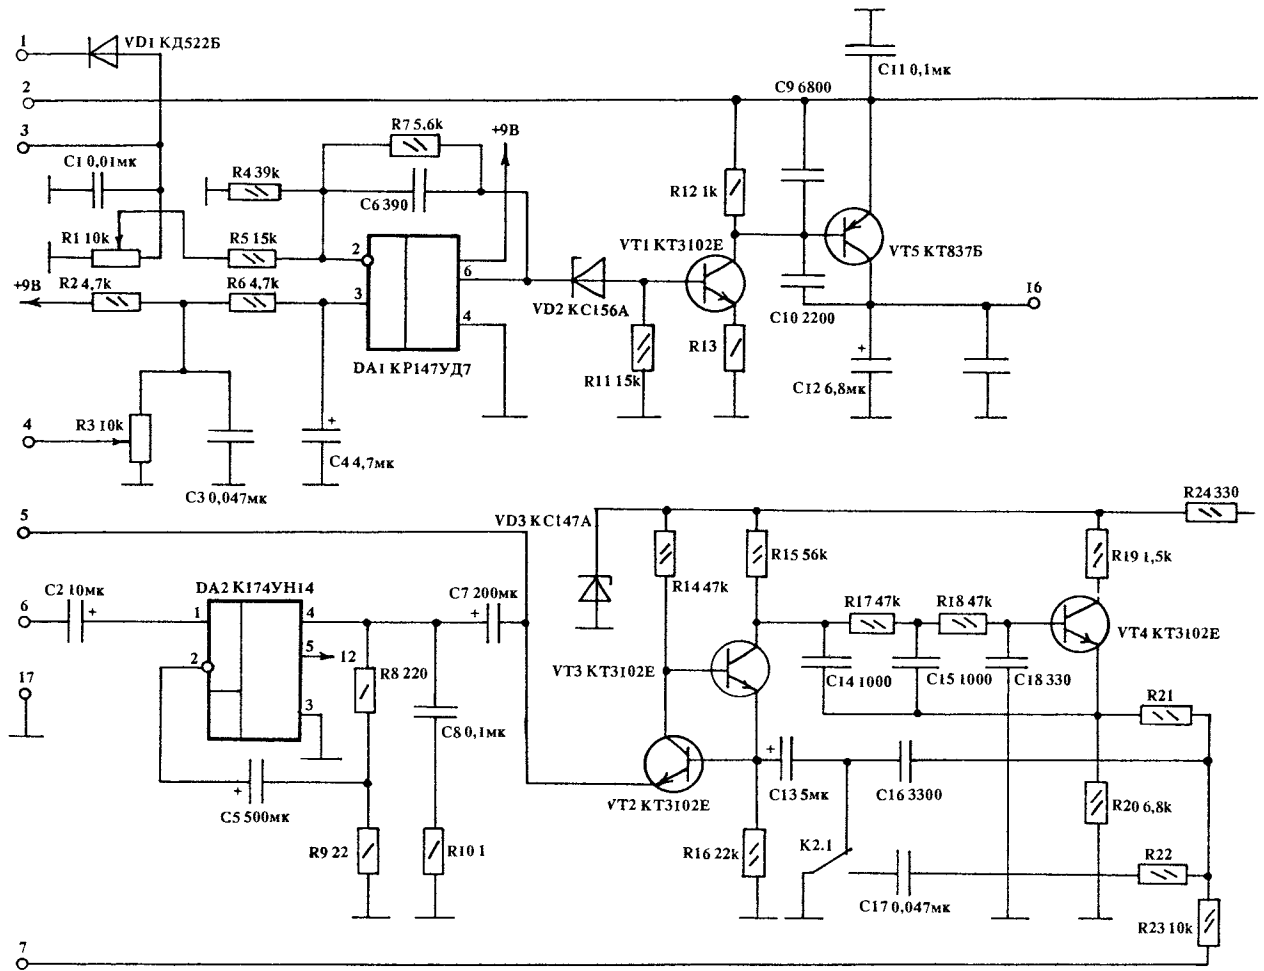 1
VD1 КД522Б
C11 0,1мк
2
C9 6800
3
R7 5,6k
+9В
C1 0,01мк
R4 39k
C6 390
R12 1k
R1 10k
R5 15k
2
6
VT1 КТ3102Е
VT5 КТ837Б
+9В
R2 4,7k
R6 4,7k
3
4
VD2 КС156А
C10 2200
16
DA1 КР147УД7
R11 15k
R13
+
C12 6,8мк
4
R3 10k
+
C4 4,7мк
C3 0,047мк
5
VD3 КС147А
R24 330
R14 47k
R15 56k
R19 1,5k
6
C2 10мк
+
DA2 К174УН14
1
4
C7 200мк
+
R17 47k
R18 47k
VT4 КТ3102Е
5
12
2
R8 220
VT3 КТ3102Е
C14 1000
C15 1000
C18 330
17
3
C8 0,1мк
R21
+
C13 5мк
C16 3300
VT2 КТ3102Е
+
C5 500мк
R20 6,8k
R9 22
R10 1
R16 22k
K2.1
R22
C17 0,047мк
R23 10k
7